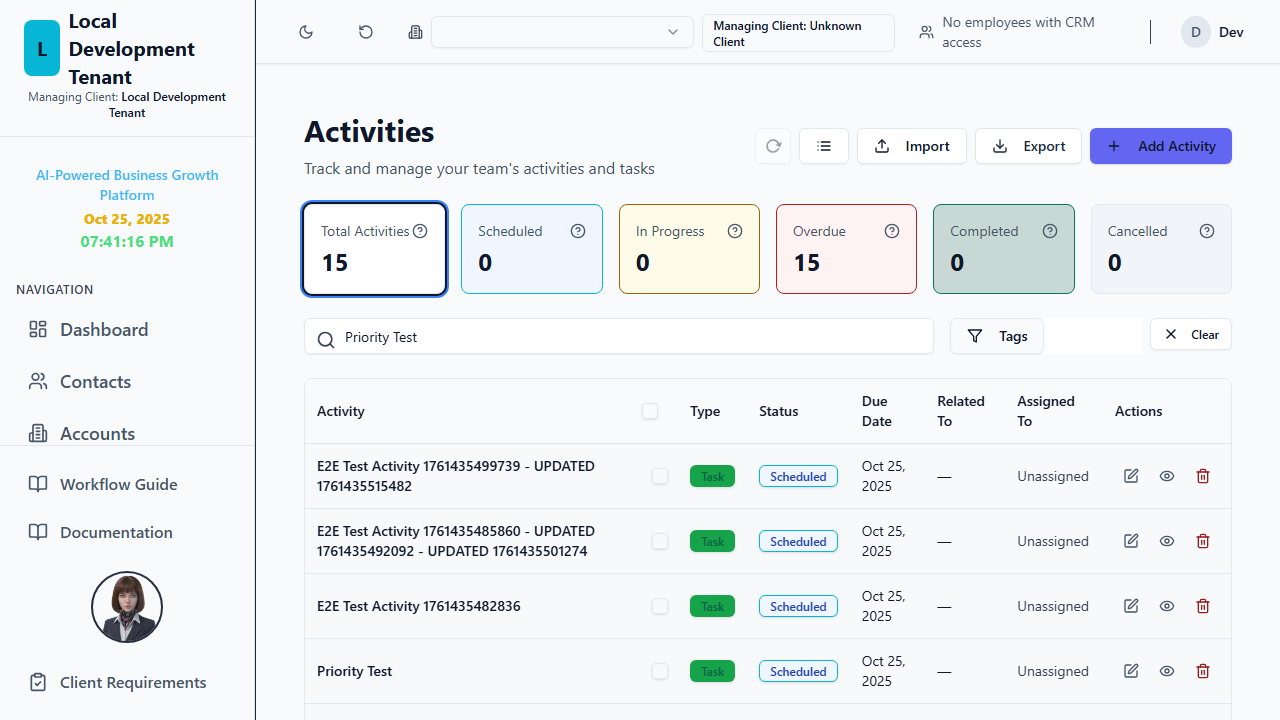 L
Local
Development
Tenant
Managing Client: Local Development
Tenant
AI-Powered Business Growth
Platform
Oct 25, 2025
07:41:16 PM
NAVIGATION
Dashboard
Contacts
Accounts
Workflow Guide
Documentation
Client Requirements
Managing Client: Unknown
Client
No employees with CRM
access
D
Dev
Activities
Track and manage your team's activities and tasks
Import
Export
Add Activity
Total Activities
15
Scheduled
0
In Progress
0
Overdue
15
Completed
0
Cancelled
0
Priority Test
Tags
Clear
Activity Type Status Due Date Related To Assigned To Actions
E2E Test Activity 1761435499739 - UPDATED
1761435515482
Task
Scheduled
Oct 25,
2025
—
Unassigned
E2E Test Activity 1761435485860 - UPDATED
1761435492092 - UPDATED 1761435501274
Task
Scheduled
Oct 25,
2025
—
Unassigned
E2E Test Activity 1761435482836
Task
Scheduled
Oct 25,
2025
—
Unassigned
Priority Test
Task
Scheduled
Oct 25,
2025
—
Unassigned